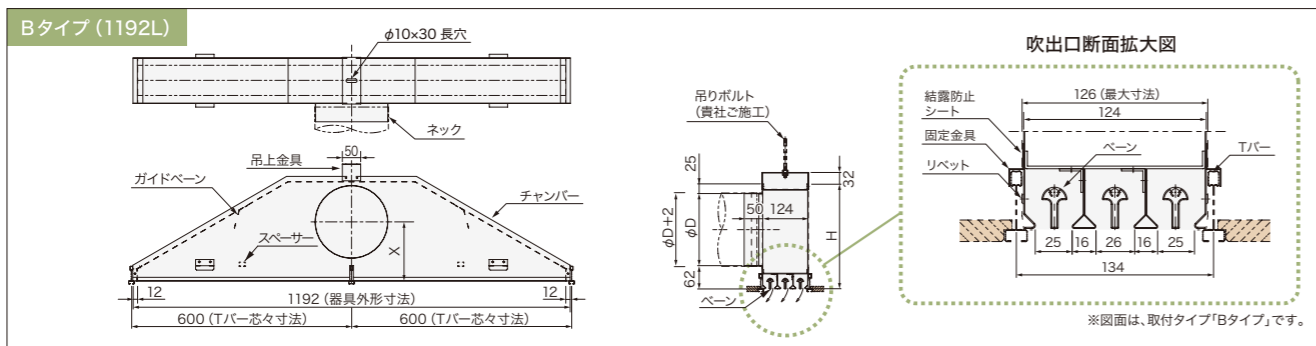 Bタイプ(1192L)
φ10×30 長穴
ネック
50
吊上金具
ガイドベーン
チャンバー
スペーサー
X
12
1192(器具外形寸法)
12
600(Tバー芯々寸法)
600(Tバー芯々寸法)
吊りボルト
(貴社ご施工)
25
32
50
124
φD+2
φD
H
62
ベーン
吹出口断面拡大図
結露防止
シート
126(最大寸法)
124
固定金具
ベーン
Tバー
リベット
25
16
26
16
25
134
※図面は、取付タイプ「Bタイプ」です。